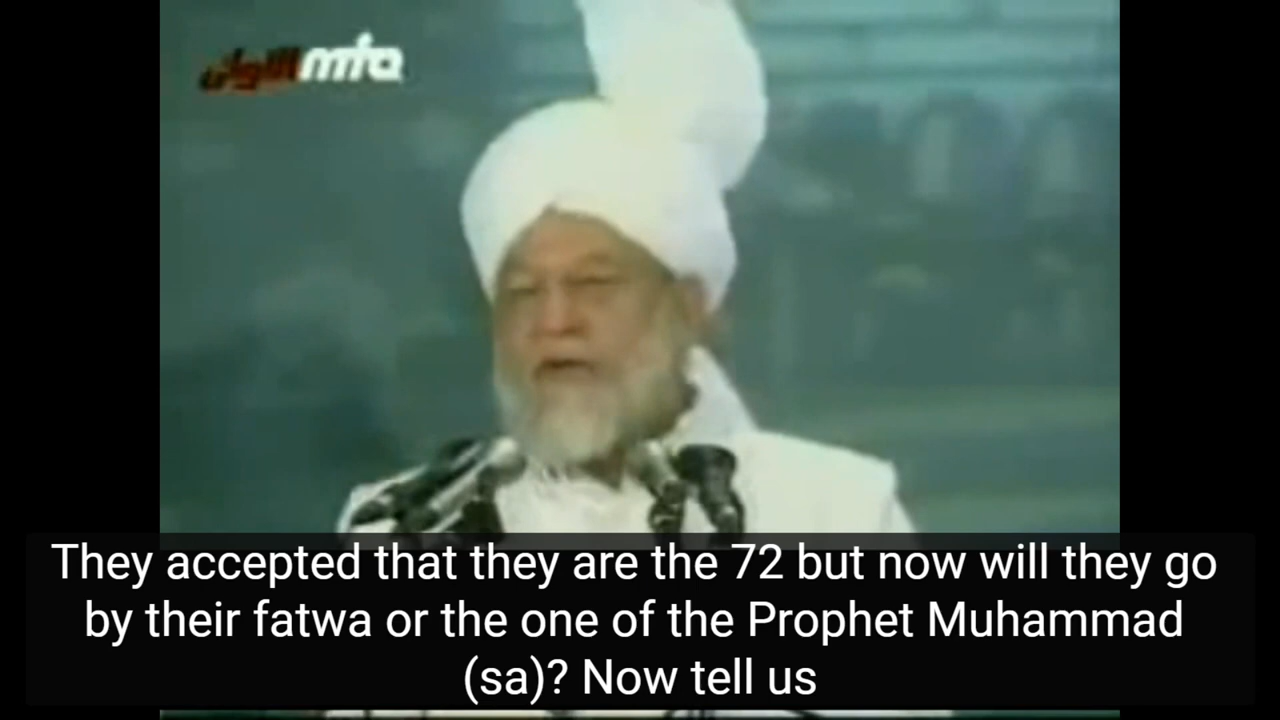 mta
They accepted that they are the 72 but now will they go
by their fatwa or the one of the Prophet Muhammad
(sa)? Now tell us